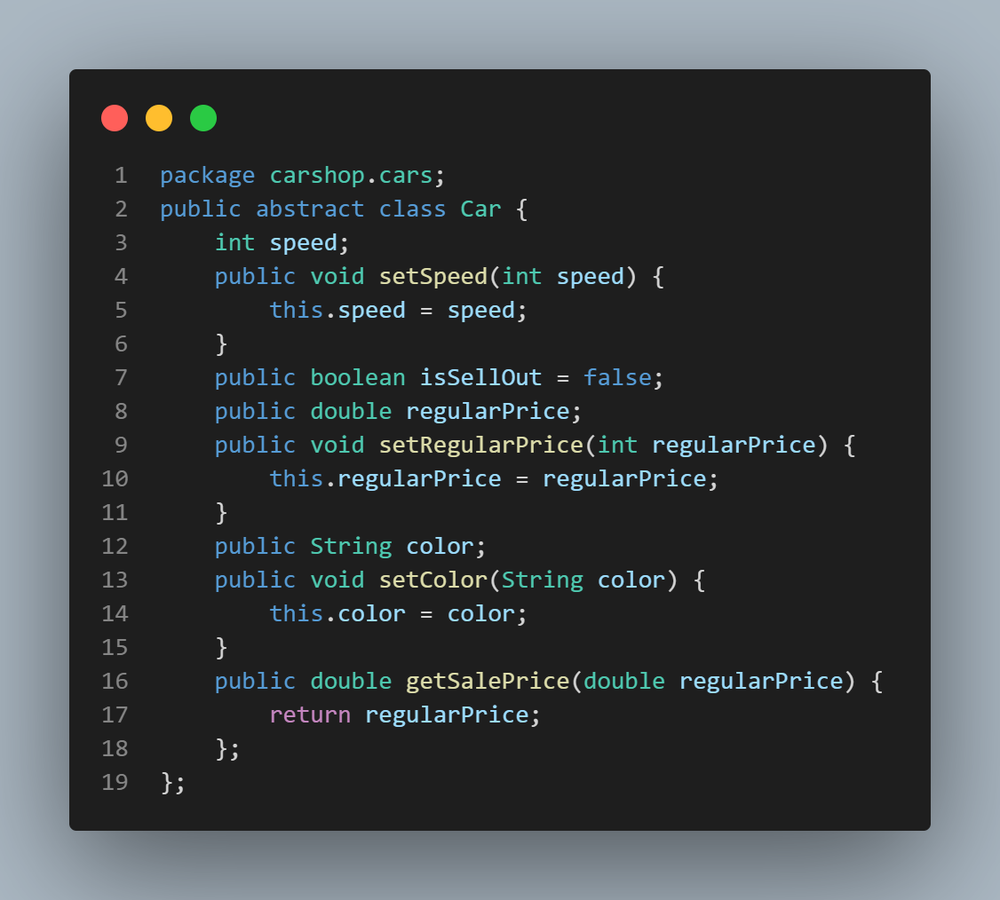 1 package carshop.cars;
2 public abstract class Car {
3     int speed;
4     public void setSpeed(int speed) {
5         this.speed = speed;
6     }
7     public boolean isSellOut = false;
8     public double regularPrice;
9     public void setRegularPrice(int regularPrice) {
10         this.regularPrice = regularPrice;
11     }
12     public String color;
13     public void setColor(String color) {
14         this.color = color;
15     }
16     public double getSalePrice(double regularPrice) {
17         return regularPrice;
18     };
19 };